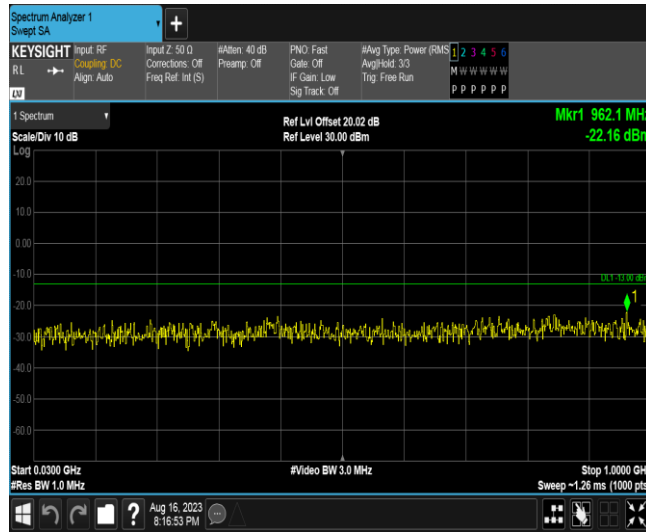 Spectrum Analyzer 1
Swept SA
KEYSIGHT
RL
LXI
Input: RF
Coupling: DC
Align: Auto
Input Z: 50 Ω
Corrections: Off
Freq Ref: Int (S)
#Atten: 40 dB
Preamp: Off
PNO: Fast
Gate: Off
IF Gain: Low
Sig Track: Off
#Avg Type: Power (RMS
Avg|Hold: 3/3
Trig: Free Run
1 2 3 4 5 6
M W W W W W
P P P P P P
1 Spectrum
Scale/Div 10 dB
Ref Lvl Offset 20.02 dB
Ref Level 30.00 dBm
Mkr1 962.1 MHz
-22.16 dBm
Log
20.0
10.0
0.00
-10.0
DL1 -13.00 dBm
1
-20.0
-30.0
-40.0
-50.0
-60.0
Start 0.0300 GHz
#Res BW 1.0 MHz
#Video BW 3.0 MHz
Stop 1.0000 GH
Sweep ~1.26 ms (1000 pts
?
Aug 16, 2023
8:16:53 PM